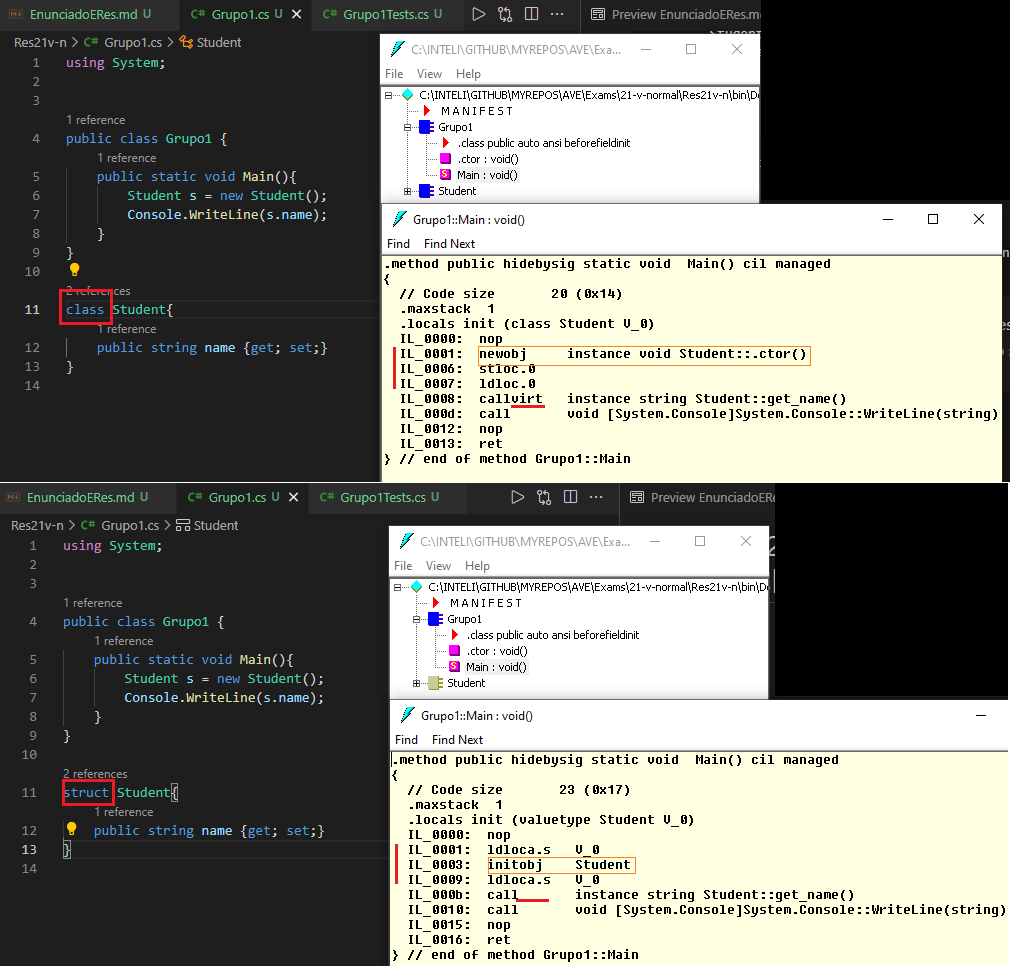 EnunciadoERes.md U
C# Grupo1.cs U
C# Grupo1Tests.cs U
Preview EnunciadoERes.m
Res21v-n > C# Grupo1.cs > Student
1 using System;
2
3
1 reference
4 public class Grupo1 {
1 reference
5 public static void Main(){
6 Student s = new Student();
7 Console.WriteLine(s.name);
8 }
9 }
10
2 references
11 class Student{
1 reference
12 public string name {get; set;}
13 }
14
C:\INTELI\GITHUB\MYREPOS\AVE\Exa...
File View Help
C:\INTELI\GITHUB\MYREPOS\AVE\Exams\21-v-normal\Res21v-n\bin\De
M A N I F E S T
Grupo1
.class public auto ansi beforefieldinit
.ctor : void()
Main : void()
Student
Grupo1::Main : void()
Find Find Next
.method public hidebysig static void  Main() cil managed
{
// Code size       20 (0x14)
.maxstack  1
.locals init (class Student V_0)
IL_0000:  nop
IL_0001:  newobj     instance void Student::.ctor()
IL_0006:  stloc.0
IL_0007:  ldloc.0
IL_0008:  callvirt   instance string Student::get_name()
IL_000d:  call       void [System.Console]System.Console::WriteLine(string)
IL_0012:  nop
IL_0013:  ret
} // end of method Grupo1::Main
EnunciadoERes.md U
C# Grupo1.cs U
C# Grupo1Tests.cs U
Preview EnunciadoERe
Res21v-n > C# Grupo1.cs > Student
1 using System;
2
3
1 reference
4 public class Grupo1 {
1 reference
5 public static void Main(){
6 Student s = new Student();
7 Console.WriteLine(s.name);
8 }
9 }
10
2 references
11 struct Student{
1 reference
12 public string name {get; set;}
13 }
14
C:\INTELI\GITHUB\MYREPOS\AVE\Exa...
File View Help
C:\INTELI\GITHUB\MYREPOS\AVE\Exams\21-v-normal\Res21v-n\bin\De
M A N I F E S T
Grupo1
.class public auto ansi beforefieldinit
.ctor : void()
Main : void()
Student
Grupo1::Main : void()
Find Find Next
.method public hidebysig static void  Main() cil managed
{
// Code size       23 (0x17)
.maxstack  1
.locals init (valuetype Student V_0)
IL_0000:  nop
IL_0001:  ldloca.s   V_0
IL_0003:  initobj    Student
IL_0009:  ldloca.s   V_0
IL_000b:  call       instance string Student::get_name()
IL_0010:  call       void [System.Console]System.Console::WriteLine(string)
IL_0015:  nop
IL_0016:  ret
} // end of method Grupo1::Main